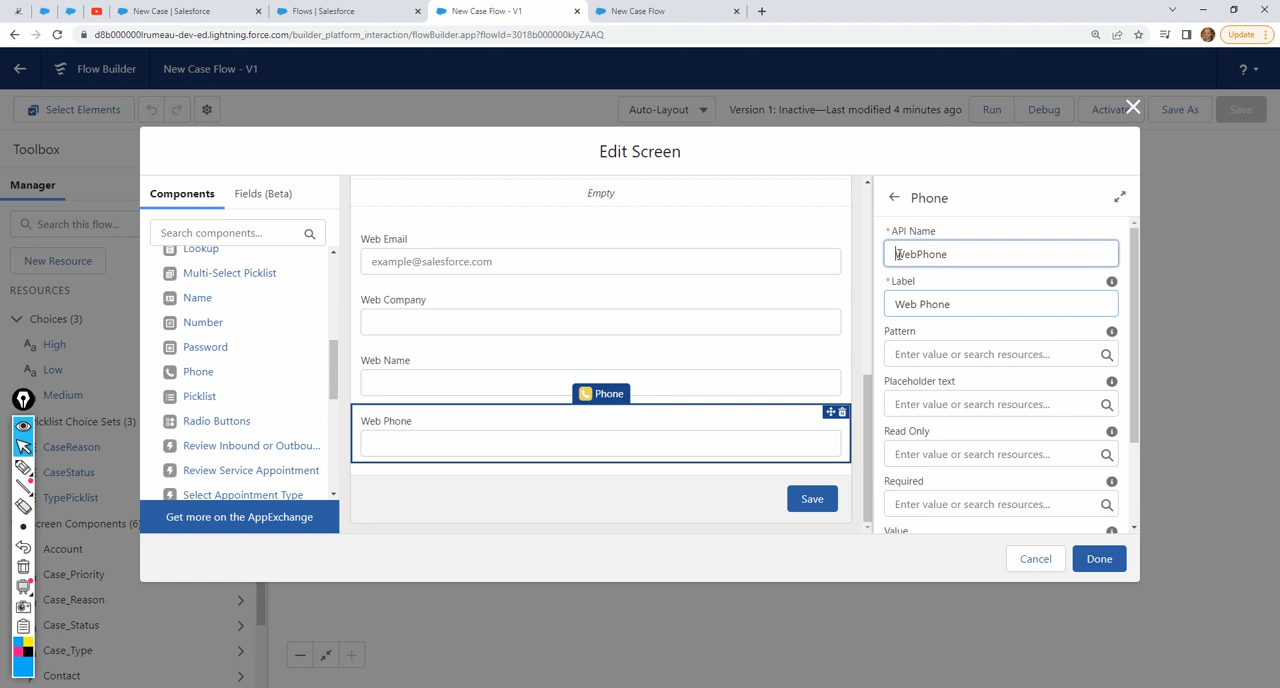 New Case | Salesforce
Flows | Salesforce
New Case Flow - V1
New Case Flow
d8b000000lrumeau-dev-ed.lightning.force.com/builder_platform_interaction/flowBuilder.app?flowId=3018b000000klyZAAQ
Update
Flow Builder
New Case Flow - V1
?
Select Elements
Auto-Layout
Version 1: Inactive—Last modified 4 minutes ago
Run
Debug
Activate
Save As
Save
Toolbox
Manager
Search this flow...
New Resource
RESOURCES
Choices (3)
High
Low
Medium
Picklist Choice Sets (3)
CaseReason
CaseStatus
TypePicklist
Screen Components (6)
Account
Case_Priority
Case_Reason
Case_Status
Case_Type
Contact
Edit Screen
Components
Fields (Beta)
Search components...
Lookup
Multi-Select Picklist
Name
Number
Password
Phone
Picklist
Radio Buttons
Review Inbound or Outbou...
Review Service Appointment
Select Appointment Type
Get more on the AppExchange
Empty
Web Email
example@salesforce.com
Web Company
Web Name
Phone
Web Phone
Save
Phone
* API Name
WebPhone
* Label
Web Phone
Pattern
Enter value or search resources...
Placeholder text
Enter value or search resources...
Read Only
Enter value or search resources...
Required
Enter value or search resources...
Value
Cancel
Done